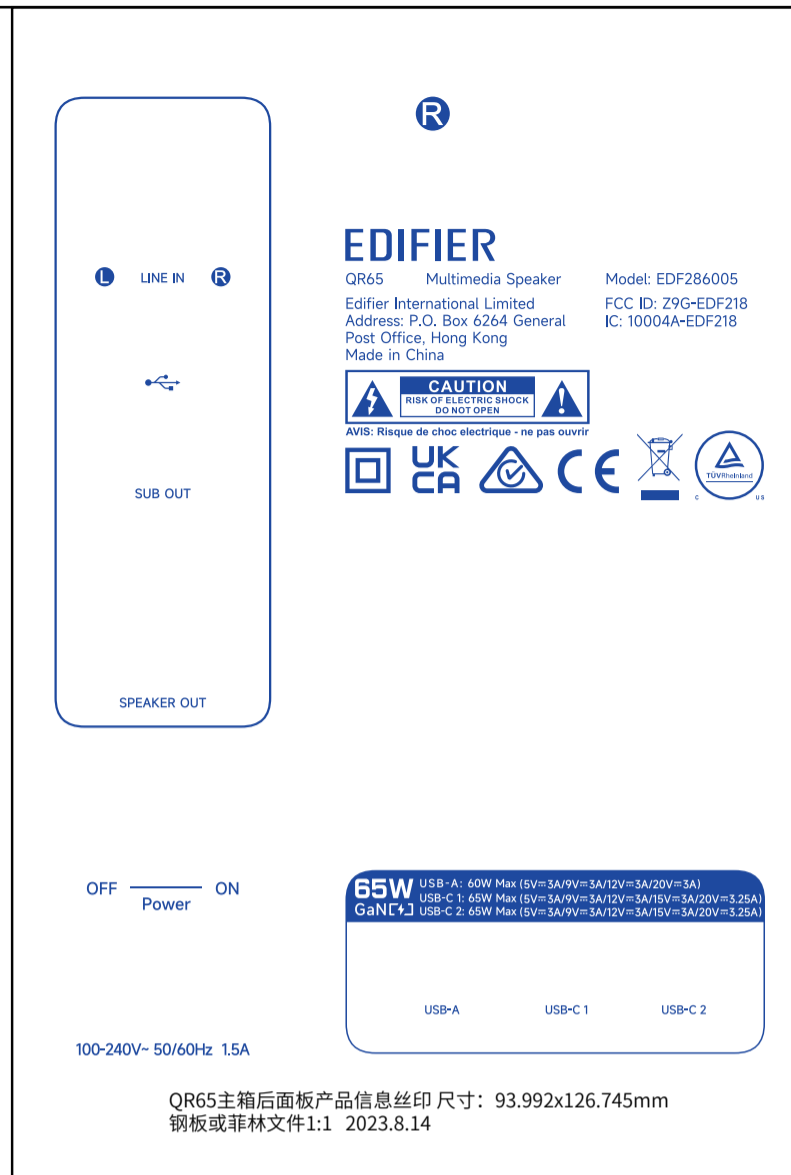 R
L LINE IN R
SUB OUT
SPEAKER OUT
EDIFIER
QR65 Multimedia Speaker Model: EDF286005
Edifier International Limited FCC ID: Z9G-EDF218
Address: P.O. Box 6264 General IC: 10004A-EDF218
Post Office, Hong Kong
Made in China
CAUTION
RISK OF ELECTRIC SHOCK
DO NOT OPEN
AVIS: Risque de choc electrique - ne pas ouvrir
UK
CA
CE
TÜVRheinland
C US
OFF ON
Power
100-240V~ 50/60Hz 1.5A
65W
GaN
USB-A: 60W Max (5V⎓3A/9V⎓3A/12V⎓3A/20V⎓3A)
USB-C 1: 65W Max (5V⎓3A/9V⎓3A/12V⎓3A/15V⎓3A/20V⎓3.25A)
USB-C 2: 65W Max (5V⎓3A/9V⎓3A/12V⎓3A/15V⎓3A/20V⎓3.25A)
USB-A USB-C 1 USB-C 2
QR65主箱后面板产品信息丝印 尺寸：93.992x126.745mm
钢板或菲林文件1:1 2023.8.14